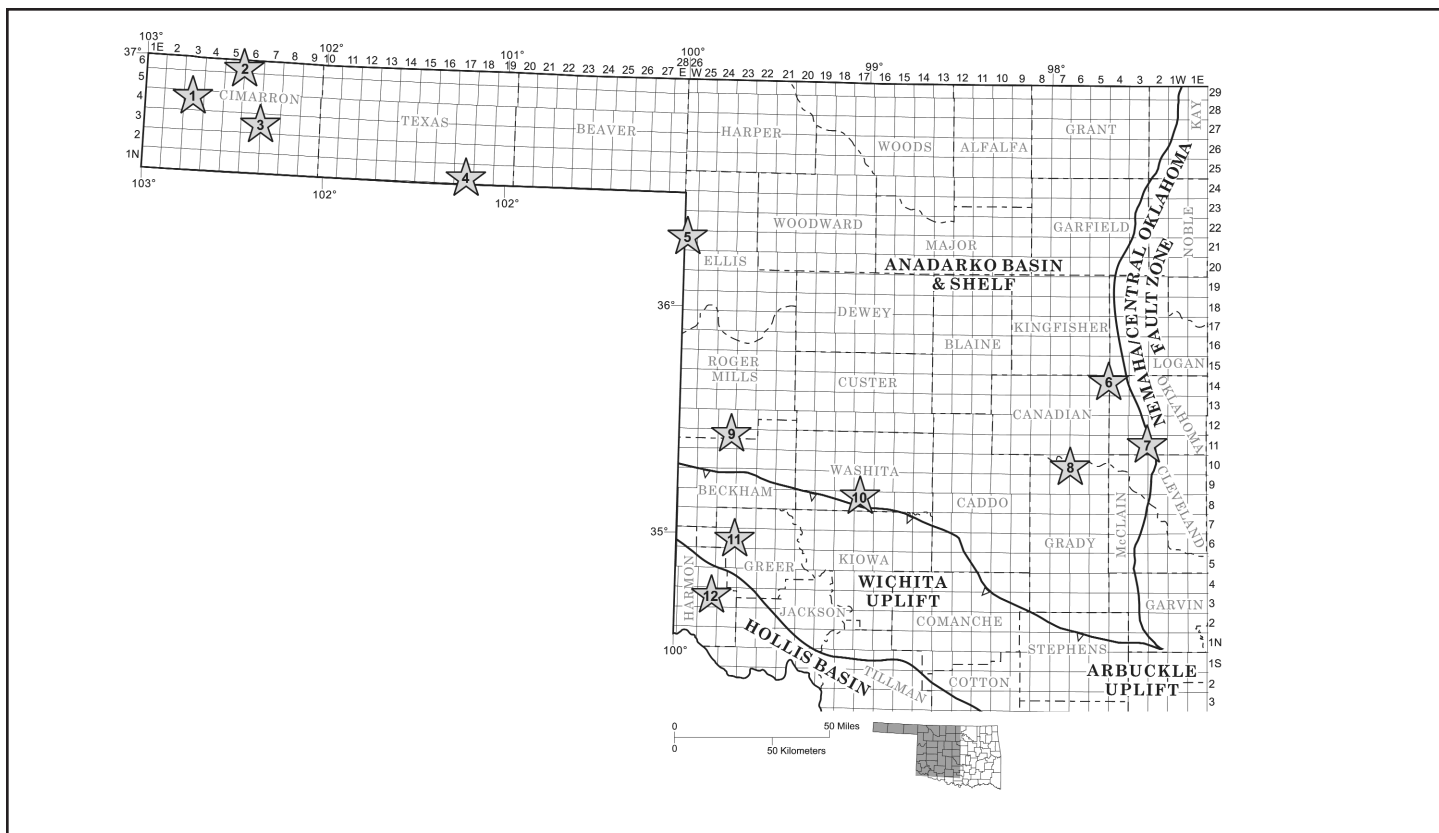 103°
37°
1E 2 3 4 5 6 7 8 9 10 11 12 13 14 15 16 17 18 19 20 21 22 23 24 25 26 27 28 E
102°
101°
100°
26 W 25 24 23 22 21 20 19 18 17 16 15 14 13 12 11 10 9 8 7 6 5 4 3 2 1W 1E
99°
98°
6
5
4
3
2
1N
103°
102°
102°
1
2
3
4
5
6
7
8
9
10
11
12
CIMARRON
TEXAS
BEAVER
HARPER
WOODS
ALFALFA
GRANT
KAY
WOODWARD
MAJOR
GARFIELD
NOBLE
ELLIS
ANADARKO BASIN
& SHELF
NEMAHA/CENTRAL OKLAHOMA
FAULT ZONE
36°
DEWEY
BLAINE
KINGFISHER
LOGAN
ROGER
MILLS
CUSTER
CANADIAN
OKLAHOMA
WASHITA
BECKHAM
CADDO
McCLAIN
CLEVELAND
GRADY
35°
HARMON
GREER
KIOWA
WICHITA
UPLIFT
JACKSON
COMANCHE
GARVIN
STEPHENS
HOLLIS BASIN
TILLMAN
COTTON
ARBUCKLE
UPLIFT
100°
29
28
27
26
25
24
23
22
21
20
19
18
17
16
15
14
13
12
11
10
9
8
7
6
5
4
3
2
1N
1S
2
3
0 50 Miles
0 50 Kilometers